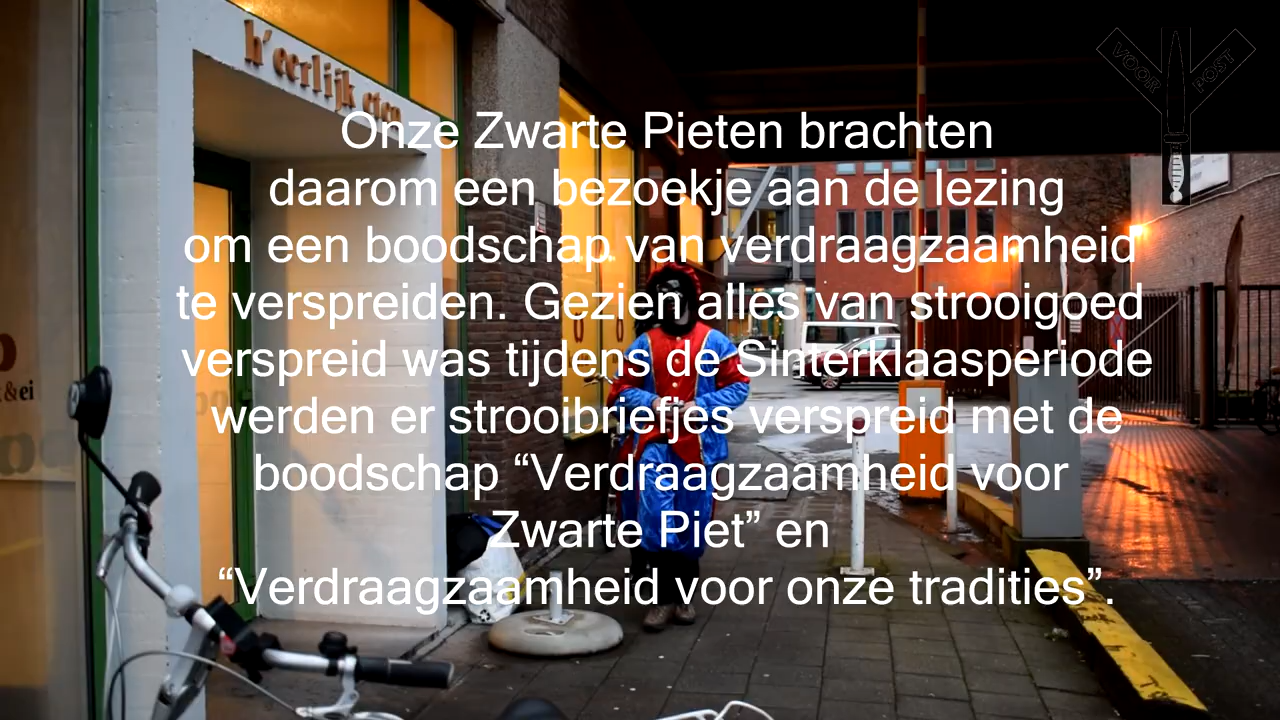 h'eerlijk eten
VOOR POST
Onze Zwarte Pieten brachten
daarom een bezoekje aan de lezing
om een boodschap van verdraagzaamheid
te verspreiden. Gezien alles van strooigoed
verspreid was tijdens de Sinterklaasperiode
werden er strooibriefjes verspreid met de
boodschap “Verdraagzaamheid voor
Zwarte Piet” en
“Verdraagzaamheid voor onze tradities”.
&ei